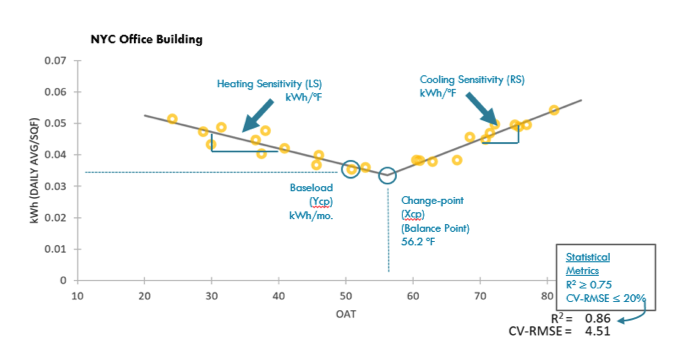 NYC Office Building
kWh (DAILY AVG/SQF)
0.07
0.06
0.05
0.04
0.03
0.02
0.01
0
Heating Sensitivity (LS)
kWh/°F
Cooling Sensitivity (RS)
kWh/°F
Baseload
(Ycp)
kWh/mo.
Change-point
(Xcp)
(Balance Point)
56.2 °F
10 20 30 40 50 60 70 80
OAT
Statistical
Metrics
R² ≥ 0.75
CV-RMSE ≤ 20%
R² = 0.86
CV-RMSE = 4.51